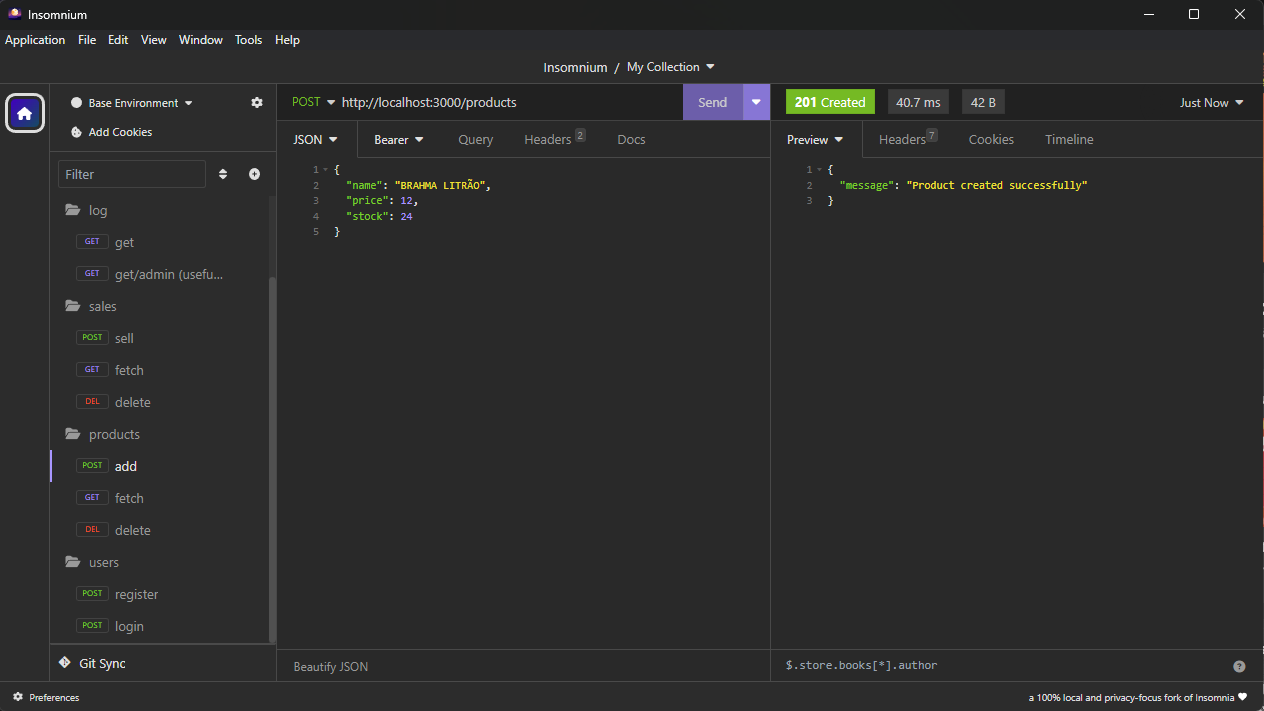 Insomnium
Application File Edit View Window Tools Help
Insomnium / My Collection
Base Environment
Add Cookies
Filter
log
GET get
GET get/admin (usefu...
sales
POST sell
GET fetch
DEL delete
products
POST add
GET fetch
DEL delete
users
POST register
POST login
Git Sync
POST http://localhost:3000/products Send
JSON Bearer Query Headers 2 Docs
1 {
2 "name": "BRAHMA LITRÃO",
3 "price": 12,
4 "stock": 24
5 }
Beautify JSON
201 Created 40.7 ms 42 B Just Now
Preview Headers 7 Cookies Timeline
1 {
2 "message": "Product created successfully"
3 }
$.store.books[*].author ?
Preferences
a 100% local and privacy-focus fork of Insomnia